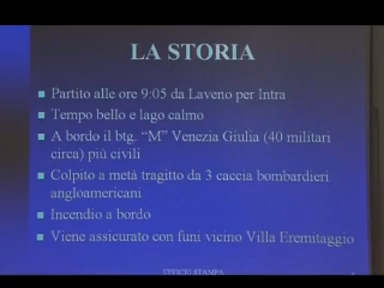 LA STORIA
Partito alle ore 9:05 da Laveno per Intra
Tempo bello e lago calmo
A bordo il btg. “M” Venezia Giulia (40 militari
circa) più civili
Colpito a metá tragitto da 3 caccia bombardieri
angloamericani
Incendio a bordo
Viene assicurato con funi vicino Villa Eremitaggio
UFFICIO STAMPA